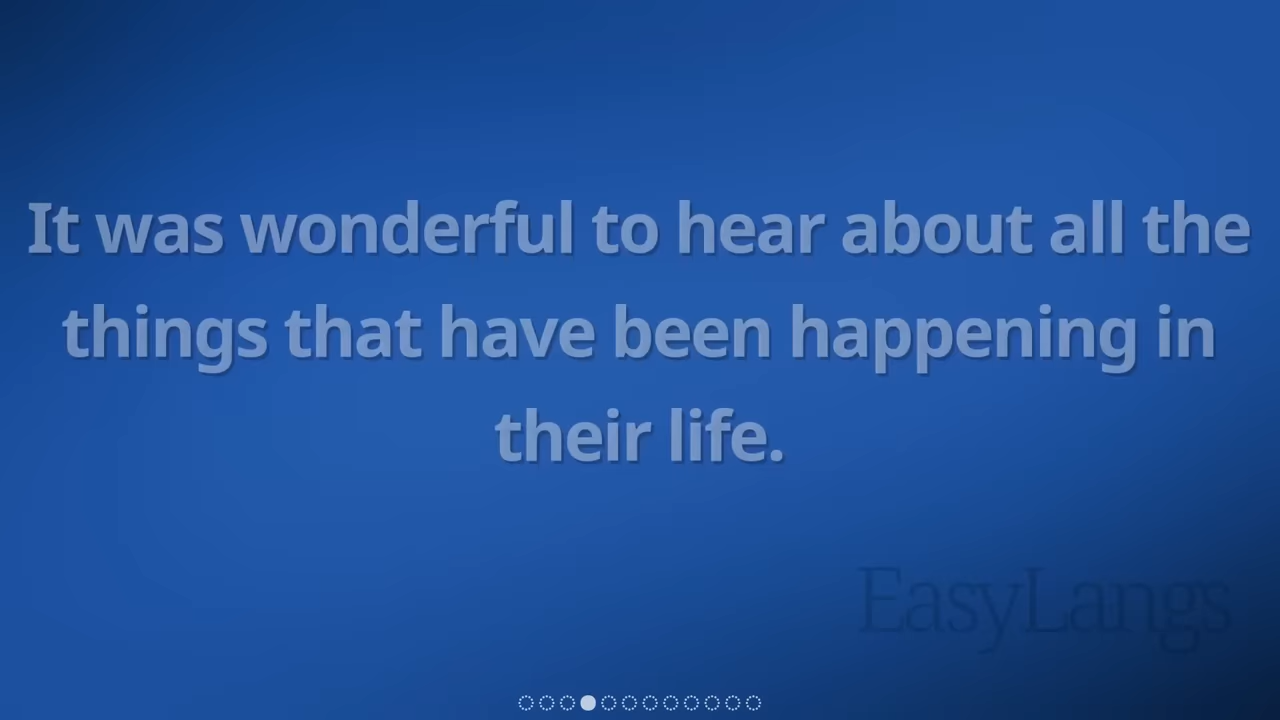 It was wonderful to hear about all the
things that have been happening in
their life.
EasyLangs